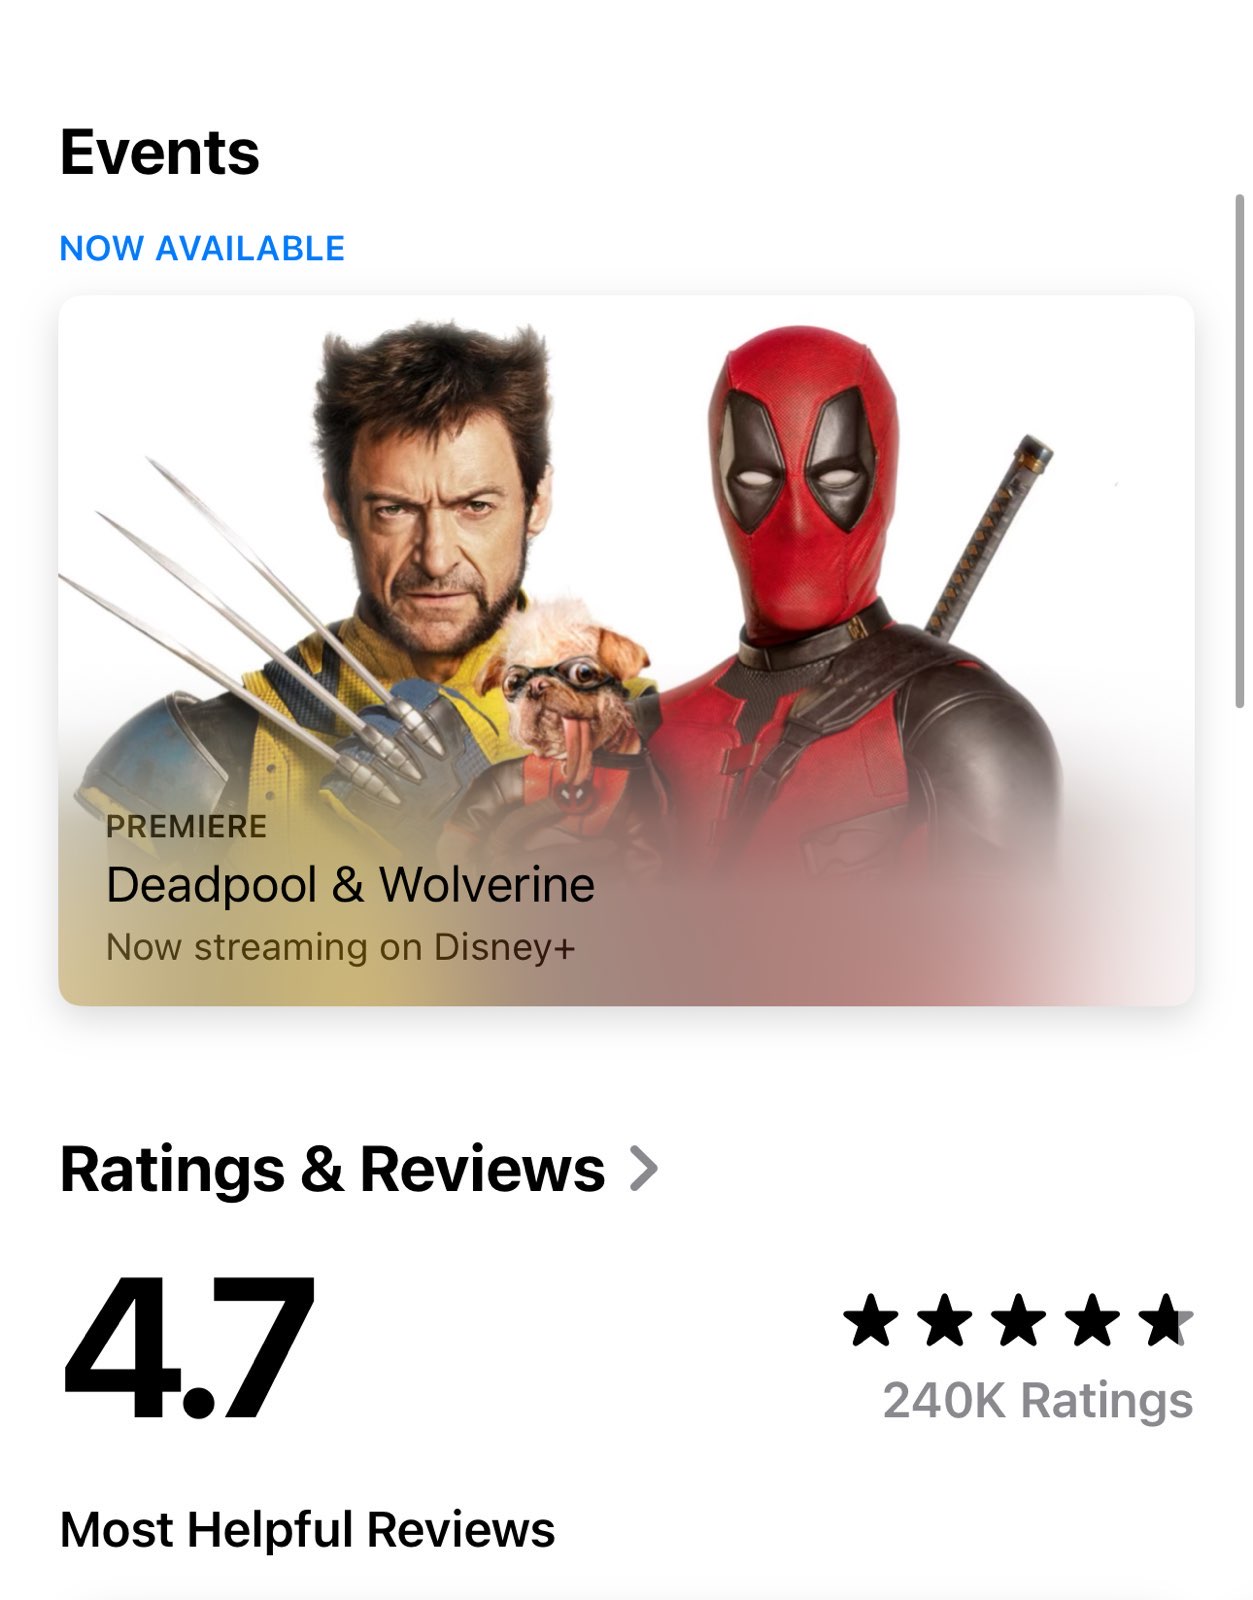 Events
NOW AVAILABLE
PREMIERE
Deadpool & Wolverine
Now streaming on Disney+
Ratings & Reviews
4.7
240K Ratings
Most Helpful Reviews